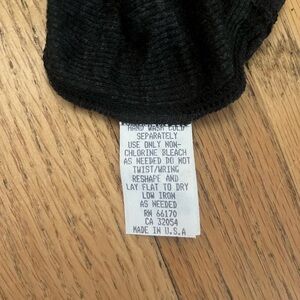 HAND WASH COLD
SEPARATELY
USE ONLY NON-
CHLORINE BLEACH
AS NEEDED DO NOT
TWIST/WRING
RESHAPE AND
LAY FLAT TO DRY
LOW IRON
AS NEEDED
RN 66170
CA 32054
MADE IN U.S.A